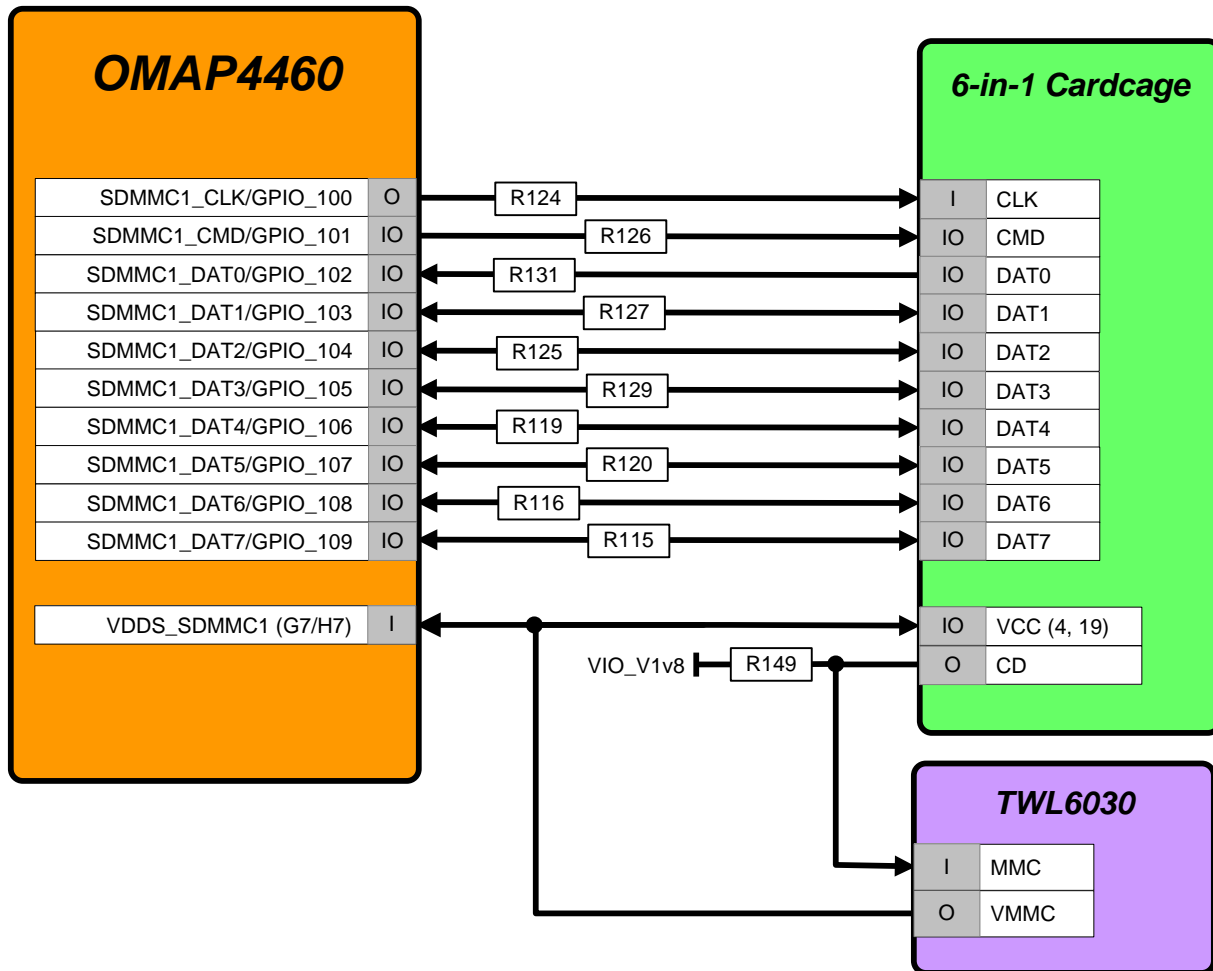 OMAP4460
6-in-1 Cardcage
SDMMC1_CLK/GPIO_100 O R124 I CLK
SDMMC1_CMD/GPIO_101 IO R126 IO CMD
SDMMC1_DAT0/GPIO_102 IO R131 IO DAT0
SDMMC1_DAT1/GPIO_103 IO R127 IO DAT1
SDMMC1_DAT2/GPIO_104 IO R125 IO DAT2
SDMMC1_DAT3/GPIO_105 IO R129 IO DAT3
SDMMC1_DAT4/GPIO_106 IO R119 IO DAT4
SDMMC1_DAT5/GPIO_107 IO R120 IO DAT5
SDMMC1_DAT6/GPIO_108 IO R116 IO DAT6
SDMMC1_DAT7/GPIO_109 IO R115 IO DAT7
VDDS_SDMMC1 (G7/H7) I IO VCC (4, 19)
VIO_V1v8 R149 O CD
TWL6030
I MMC
O VMMC